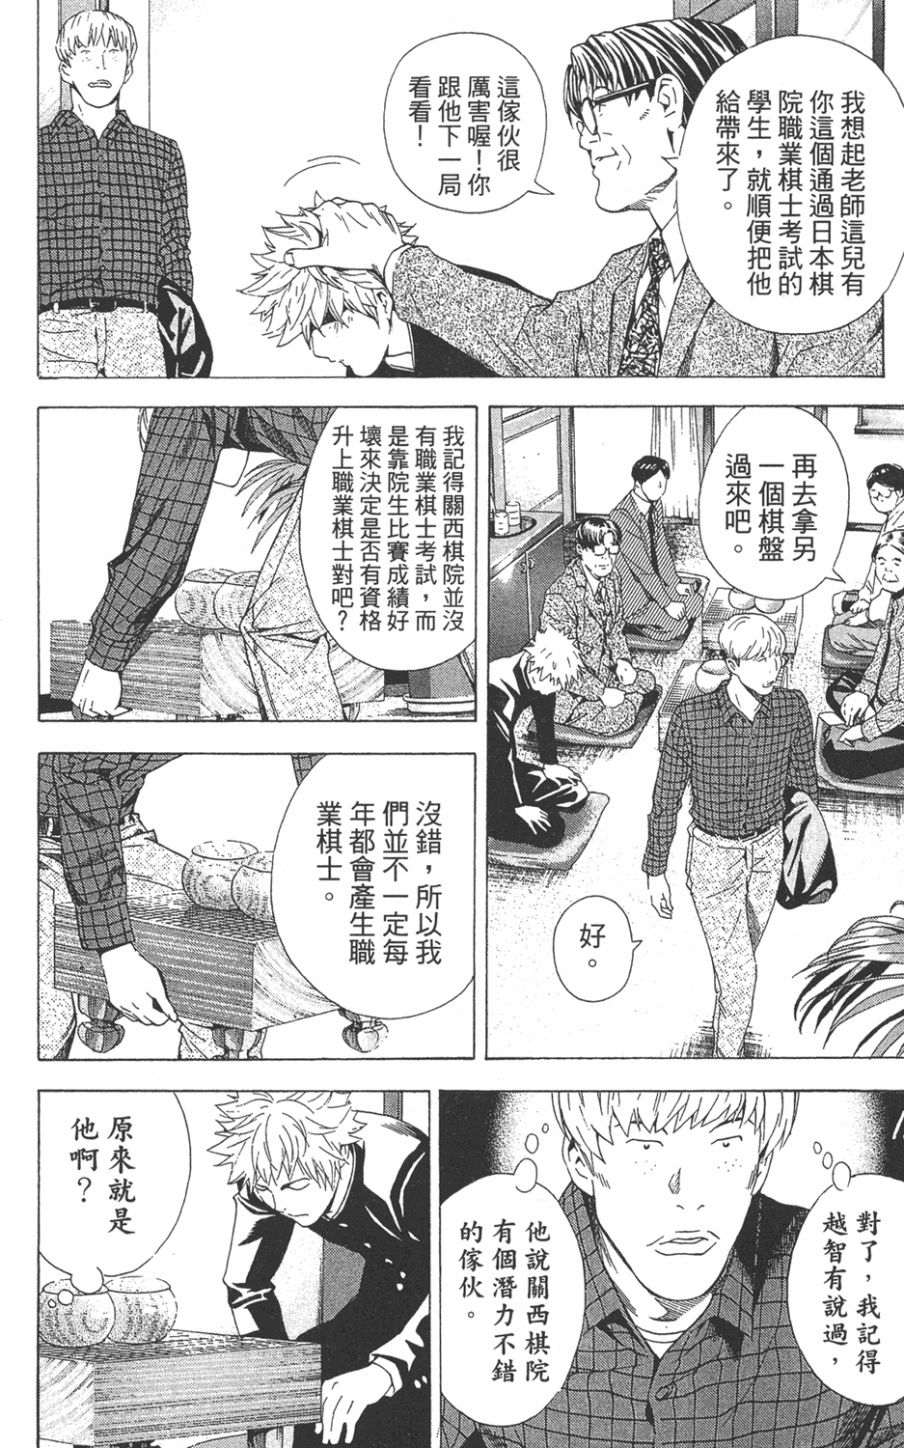 我想起老師這兒有
你這個通過日本棋
院職業棋士考試的
學生，就順便把他
給帶來了。
這傢伙很
厲害喔！你
跟他下一局
看看！
再去拿另
一個棋盤
過來吧。
好。
我記得關西棋院並沒
有職業棋士考試，而
是靠院生比賽成績好
壞來決定是否有資格
升上職業棋士對吧？
沒錯，所以我
們並不一定每
年都會產生職
業棋士。
對了，我記得
越智有說過，
他說關西棋院
有個潛力不錯
的傢伙。
原來就是
他啊？